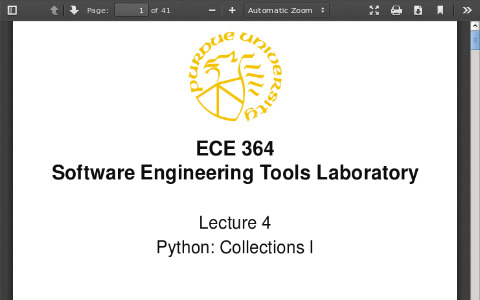 Page: 1 of 41 Automatic Zoom
PURDUE UNIVERSITY
ECE 364
Software Engineering Tools Laboratory
Lecture 4
Python: Collections I